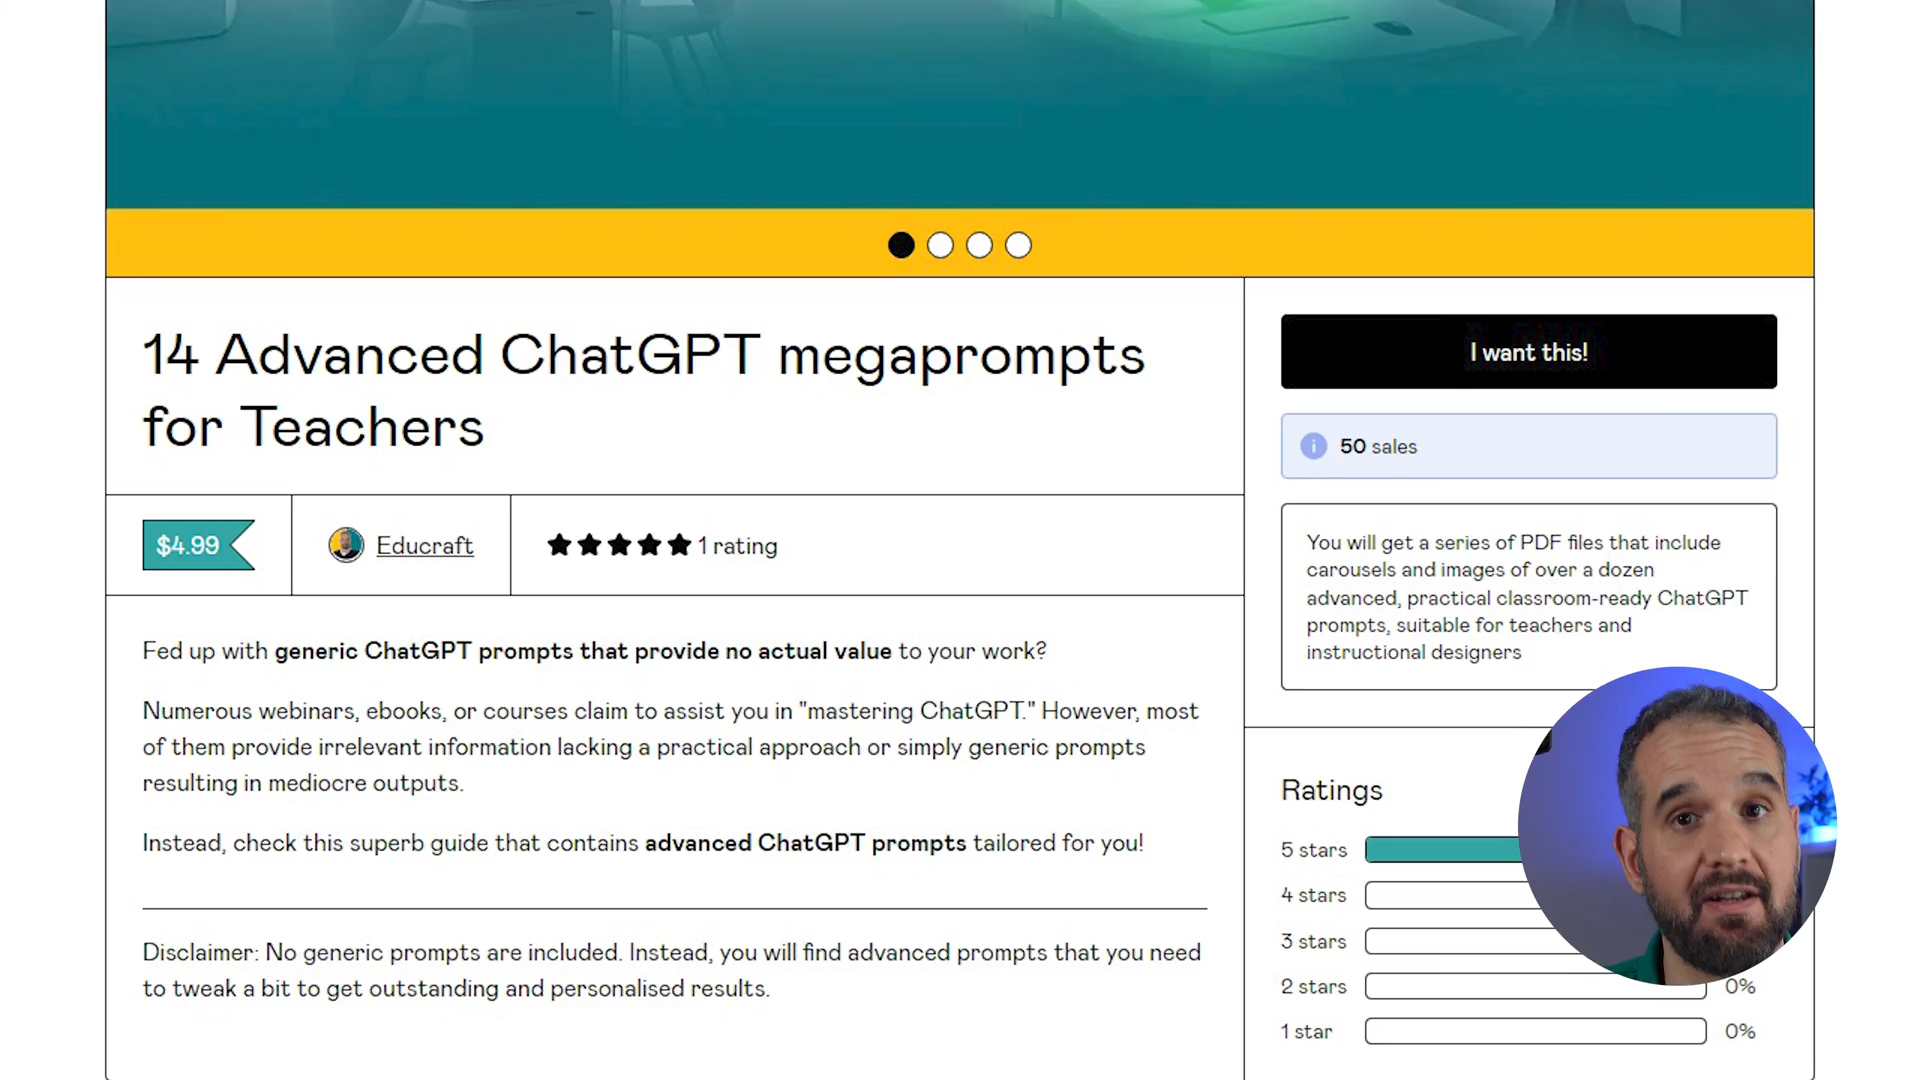 14 Advanced ChatGPT megaprompts
for Teachers
$4.99
Educraft
1 rating
Fed up with generic ChatGPT prompts that provide no actual value to your work?
Numerous webinars, ebooks, or courses claim to assist you in "mastering ChatGPT." However, most
of them provide irrelevant information lacking a practical approach or simply generic prompts
resulting in mediocre outputs.
Instead, check this superb guide that contains advanced ChatGPT prompts tailored for you!
Disclaimer: No generic prompts are included. Instead, you will find advanced prompts that you need
to tweak a bit to get outstanding and personalised results.
I want this!
50 sales
You will get a series of PDF files that include
carousels and images of over a dozen
advanced, practical classroom-ready ChatGPT
prompts, suitable for teachers and
instructional designers
Ratings
5 stars
4 stars
3 stars
2 stars 0%
1 star 0%